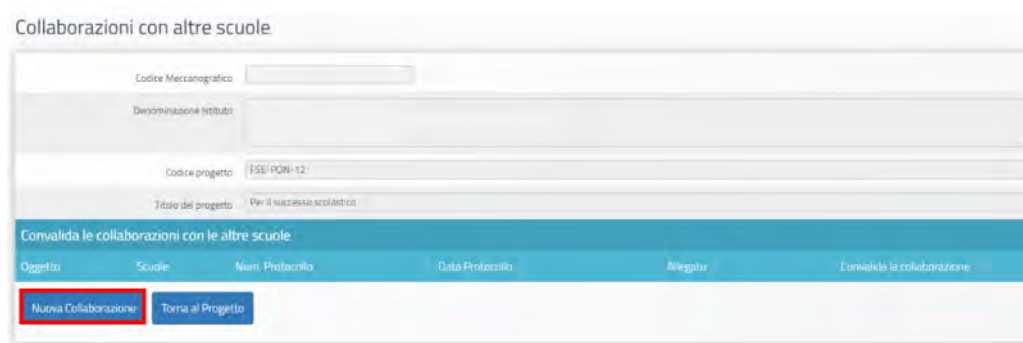 Collaborazioni con altre scuole
Codice Meccanografico
Denominazione Istituto
Codice progetto FSE-PON-12
Titolo del progetto Per il successo scolastico
Convalida le collaborazioni con le altre scuole
Oggetto Scuole Num. Protocollo Data Protocollo Allegato Convalida la collaborazione
Nuova Collaborazione Torna al Progetto